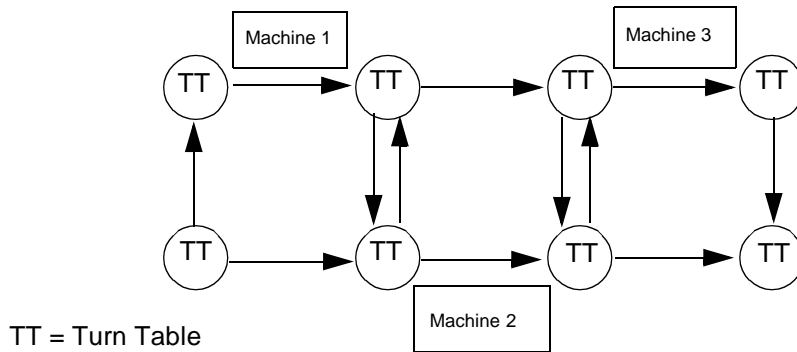 Machine 1
Machine 3
TT TT TT TT
TT TT TT TT
Machine 2
TT = Turn Table